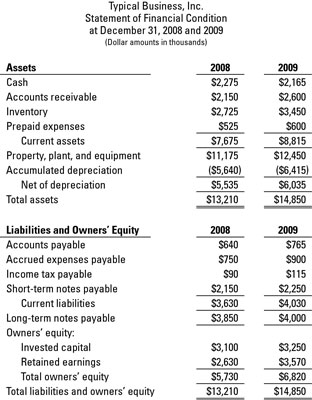 Typical Business, Inc.
Statement of Financial Condition
at December 31, 2008 and 2009
(Dollar amounts in thousands)
Assets 2008 2009
Cash $2,275 $2,165
Accounts receivable $2,150 $2,600
Inventory $2,725 $3,450
Prepaid expenses $525 $600
Current assets $7,675 $8,815
Property, plant, and equipment $11,175 $12,450
Accumulated depreciation ($5,640) ($6,415)
Net of depreciation $5,535 $6,035
Total assets $13,210 $14,850
Liabilities and Owners’ Equity 2008 2009
Accounts payable $640 $765
Accrued expenses payable $750 $900
Income tax payable $90 $115
Short-term notes payable $2,150 $2,250
Current liabilities $3,630 $4,030
Long-term notes payable $3,850 $4,000
Owners’ equity:
Invested capital $3,100 $3,250
Retained earnings $2,630 $3,570
Total owners’ equity $5,730 $6,820
Total liabilities and owners’ equity $13,210 $14,850